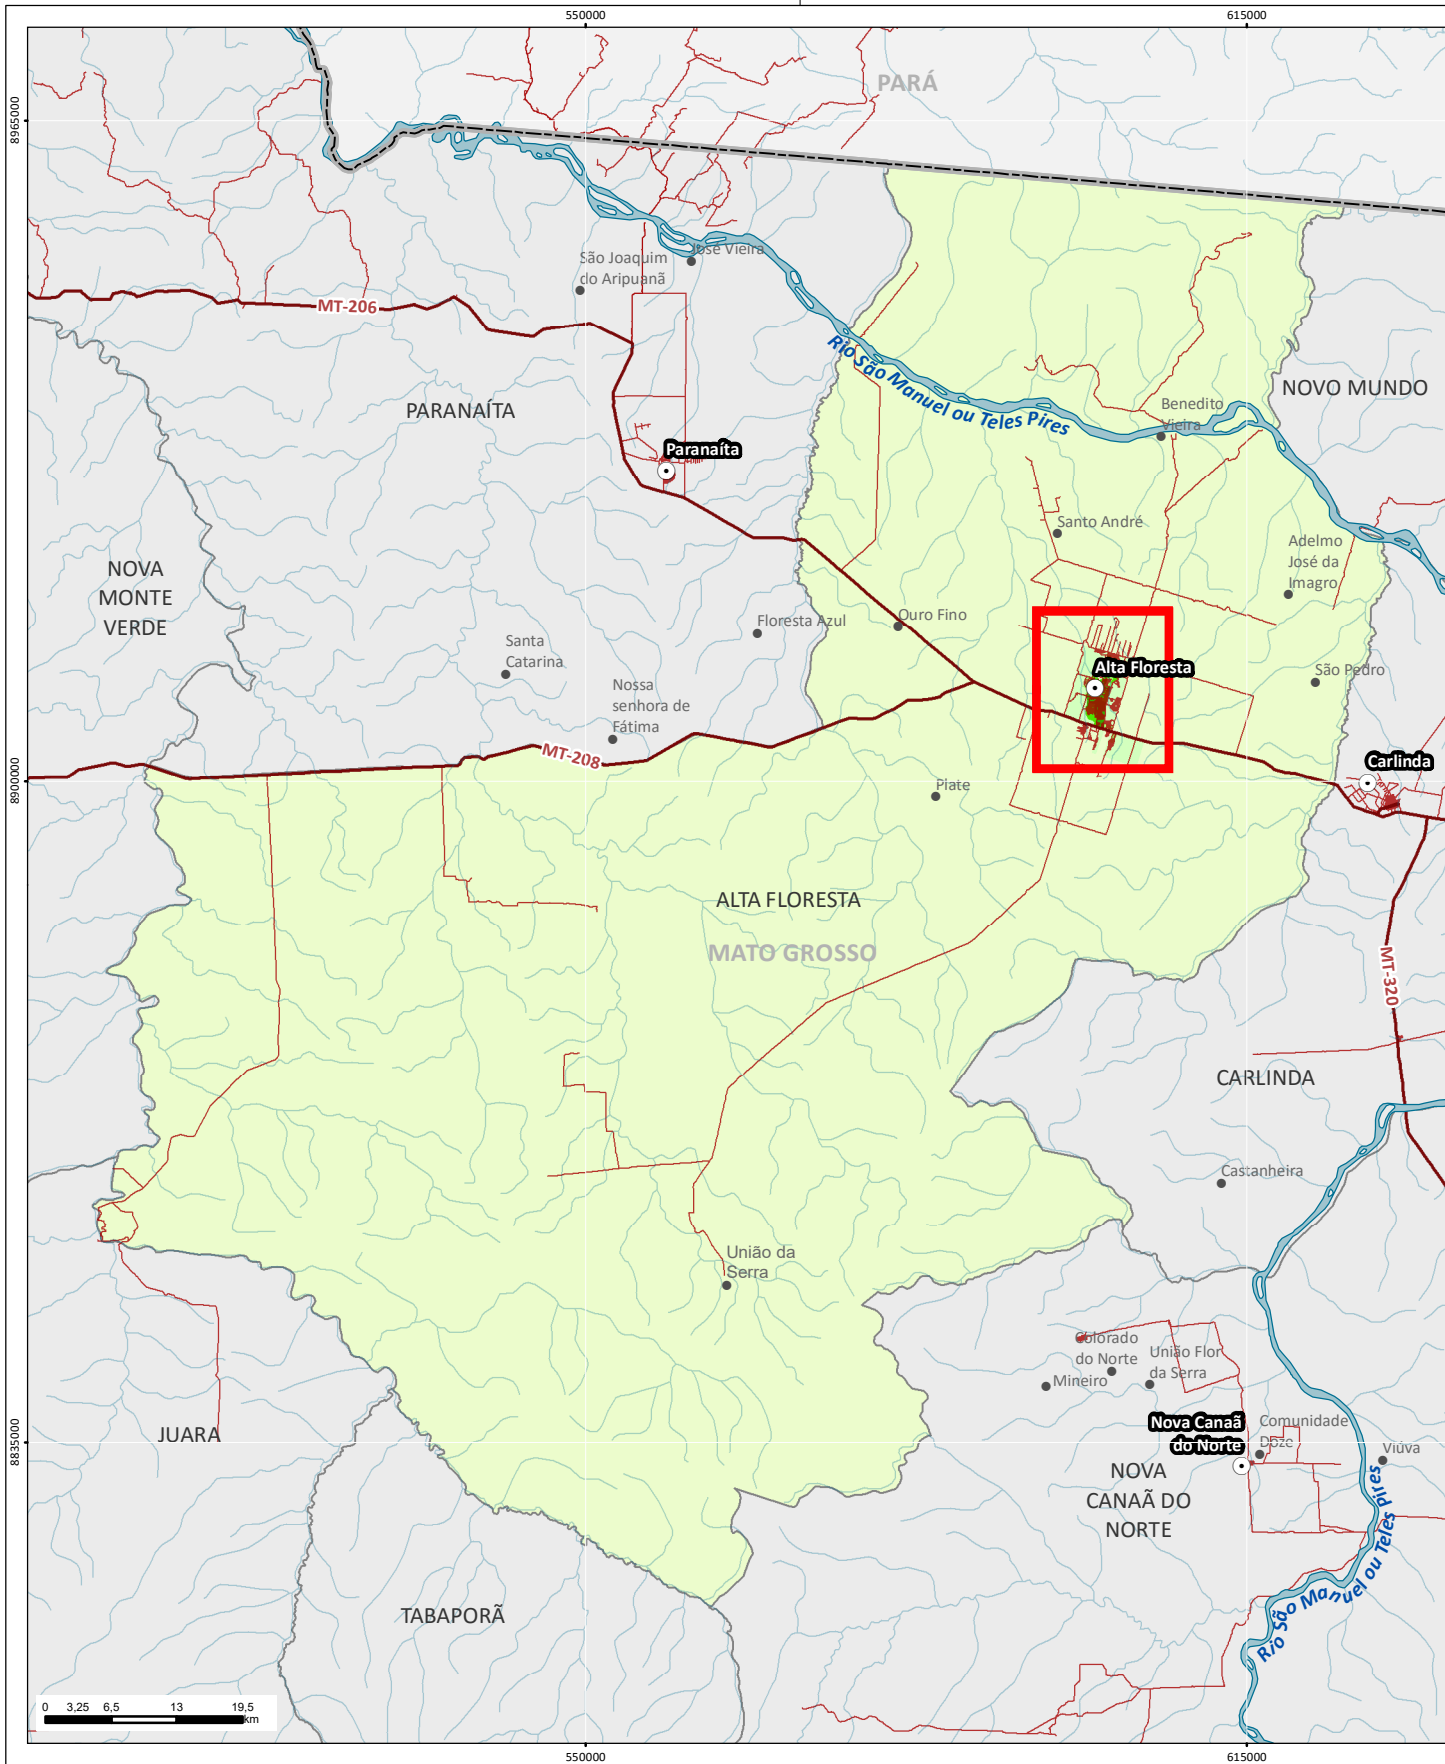 550000
615000
8965000
PARÁ
São Joaquim
do Aripuanã
José Vieira
MT-206
Rio São Manuel ou Teles Pires
NOVO MUNDO
PARANAÍTA
Benedito
Vieira
Paranaíta
Santo André
Adelmo
José da
Imagro
NOVA
MONTE
VERDE
Floresta Azul
Ouro Fino
Santa
Catarina
Alta Floresta
São Pedro
Nossa
senhora de
Fátima
MT-208
8900000
Carlinda
Piate
ALTA FLORESTA
MATO GROSSO
MT-320
CARLINDA
Castanheira
União da
Serra
Colorado
do Norte
União Flor
da Serra
Mineiro
JUARA
8835000
Nova Canaã
do Norte
Comunidade
Doze
Viúva
NOVA
CANAÃ DO
NORTE
Rio São Manuel ou Teles Pires
TABAPORÃ
0 3,25 6,5 13 19,5
km
550000
615000